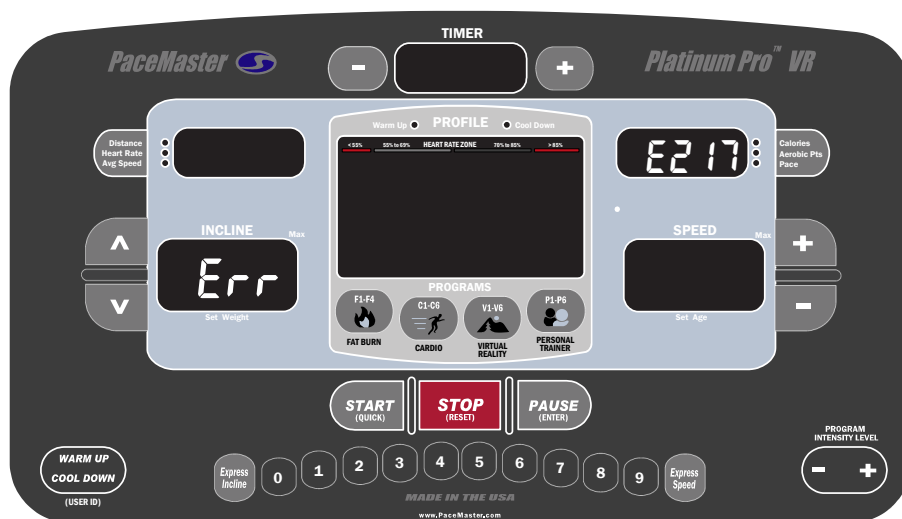 TIMER
PaceMaster
Platinum Pro™ VR
-
+
Warm Up
PROFILE
Cool Down
Distance
Heart Rate
Avg Speed
< 55%
55% to 69%
HEART RATE ZONE
70% to 85%
> 85%
E217
Calories
Aerobic Pts
Pace
INCLINE
Max
Err
Set Weight
SPEED
Max
Set Age
+
-
PROGRAMS
F1-F4
C1-C6
V1-V6
P1-P6
FAT BURN
CARDIO
VIRTUAL
REALITY
PERSONAL
TRAINER
START
(QUICK)
STOP
(RESET)
PAUSE
(ENTER)
WARM UP
COOL DOWN
(USER ID)
Express
Incline
0
1
2
3
4
5
6
7
8
9
Express
Speed
PROGRAM
INTENSITY LEVEL
- +
MADE IN THE USA
www.PaceMaster.com